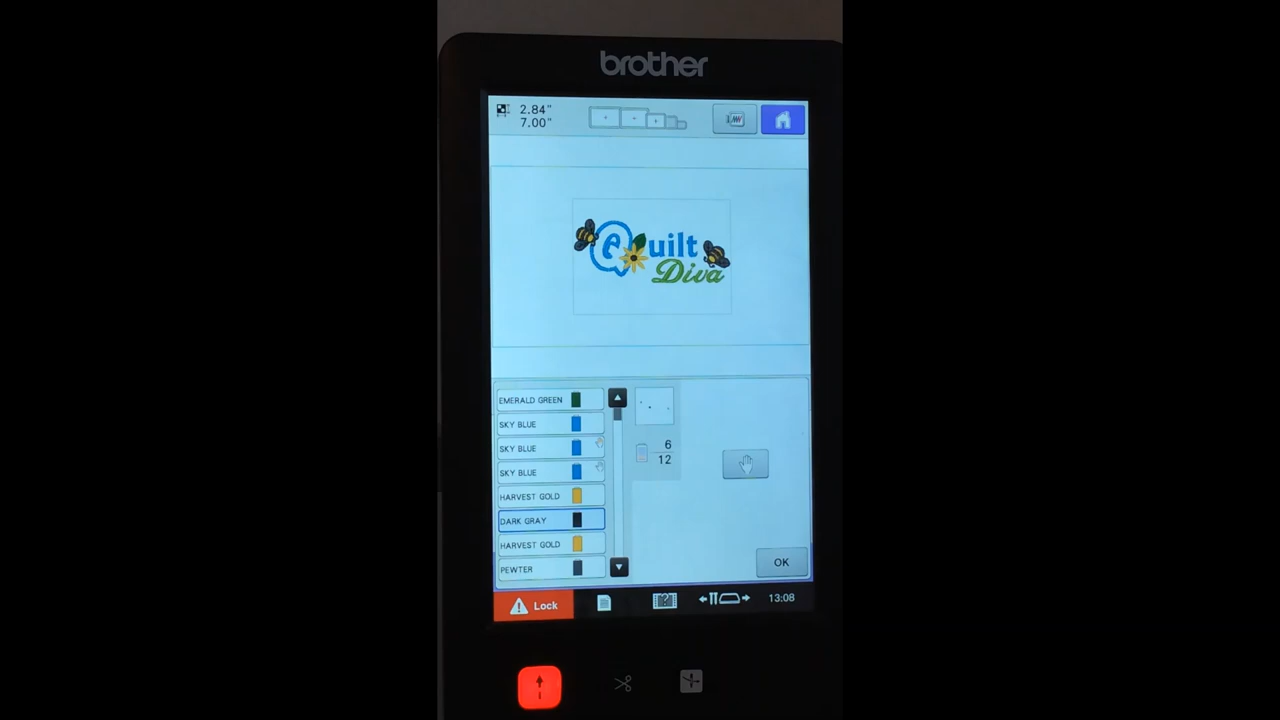 brother
2.84"
7.00"
Quilt
Diva
EMERALD GREEN
SKY BLUE
SKY BLUE
SKY BLUE
HARVEST GOLD
DARK GRAY
HARVEST GOLD
PEWTER
6
12
OK
Lock
13:08